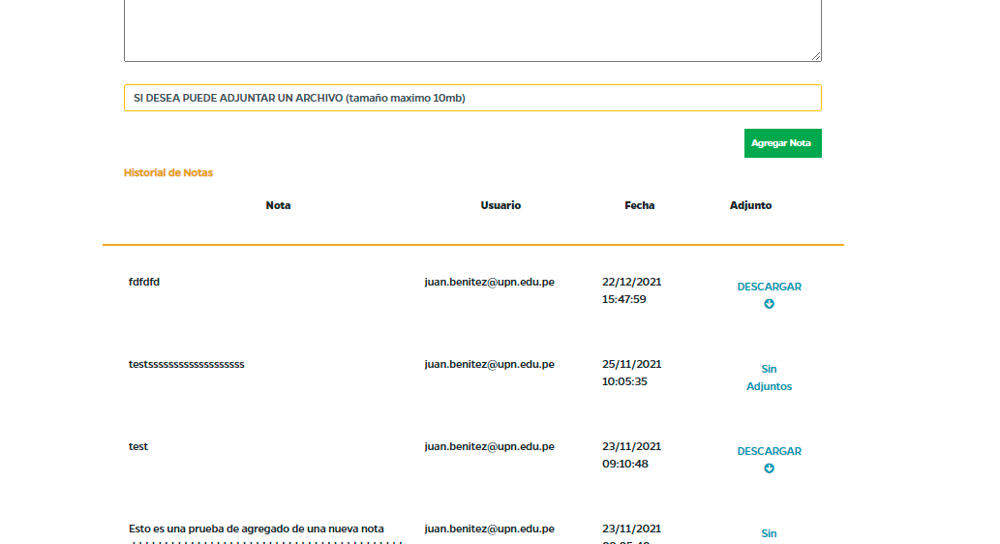 SI DESEA PUEDE ADJUNTAR UN ARCHIVO (tamaño maximo 10mb)
Agregar Nota
Historial de Notas
Nota Usuario Fecha Adjunto
fdfdfd juan.benitez@upn.edu.pe 22/12/2021 DESCARGAR
15:47:59
testsssssssssssssssssss juan.benitez@upn.edu.pe 25/11/2021 Sin
10:05:35 Adjuntos
test juan.benitez@upn.edu.pe 23/11/2021 DESCARGAR
09:10:48
Esto es una prueba de agregado de una nueva nota juan.benitez@upn.edu.pe 23/11/2021 Sin